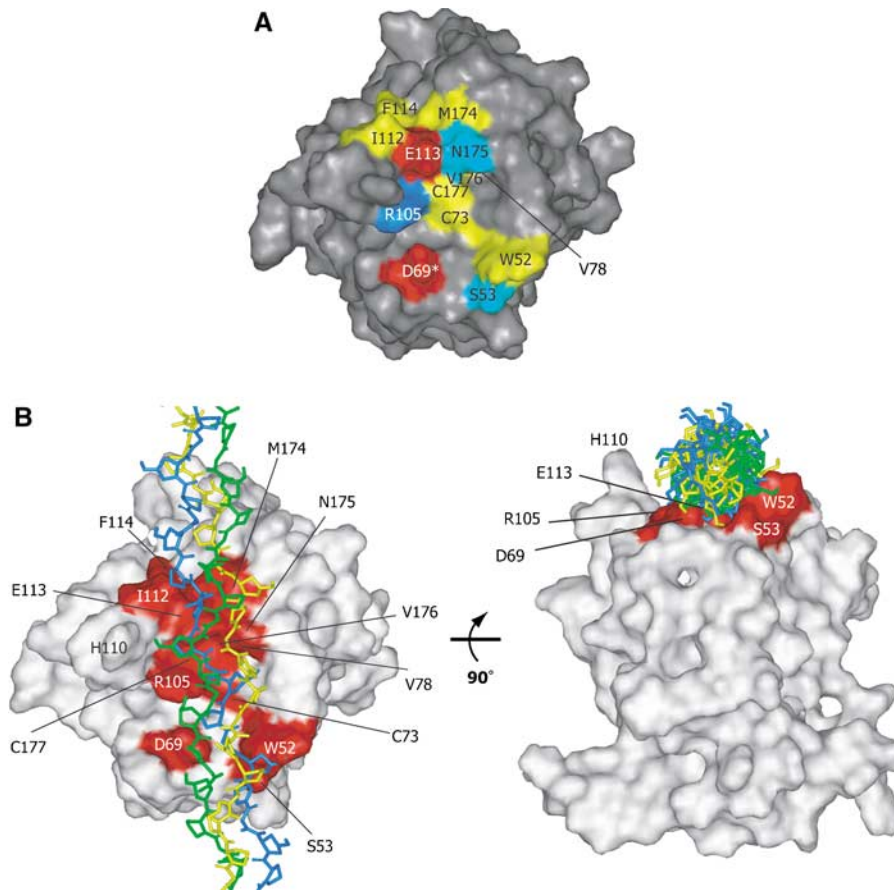 A
F114
M174
I112
E113
N175
V176
C177
R105
C73
W52
V78
D69*
S53
B
M174
H110
N175
E113
F114
W52
R105
S53
I112
D69
E113
V176
H110
R105
V78
90°
C177
D69
W52
C73
S53